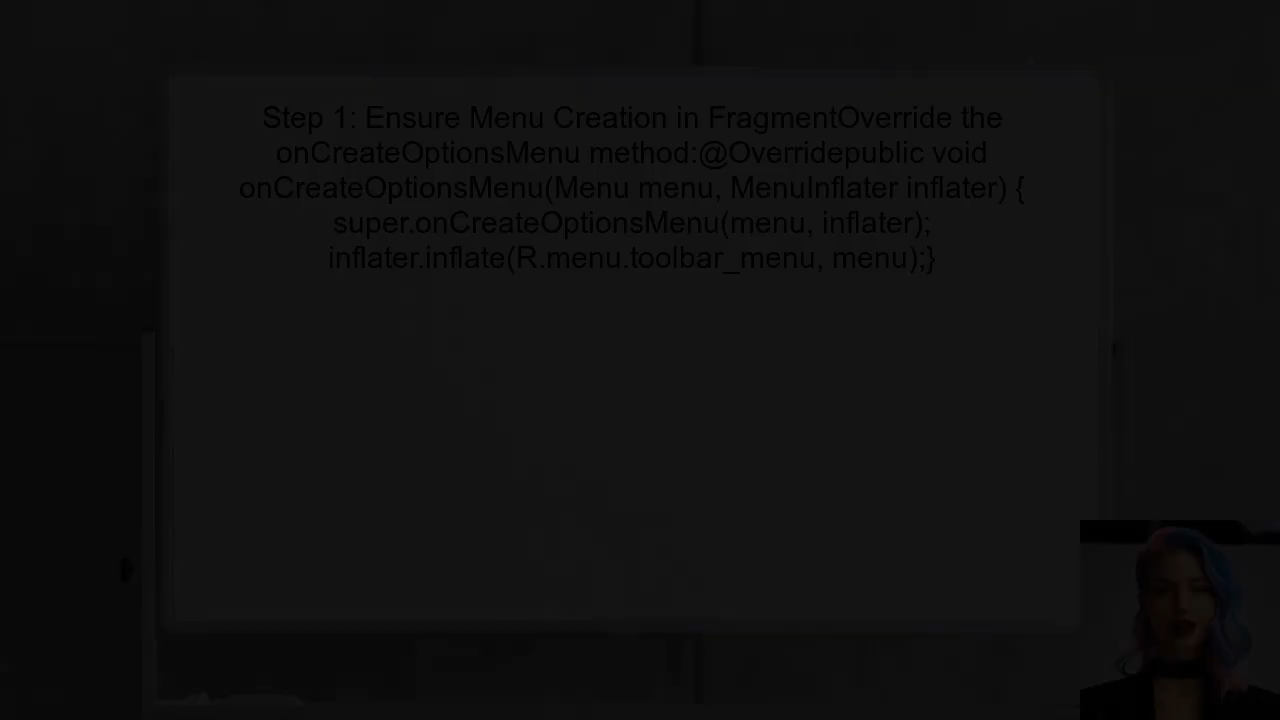 Step 1: Ensure Menu Creation in FragmentOverride the
onCreateOptionsMenu method:@Overridepublic void
onCreateOptionsMenu(Menu menu, MenuInflater inflater) {
super.onCreateOptionsMenu(menu, inflater);
inflater.inflate(R.menu.toolbar_menu, menu);}